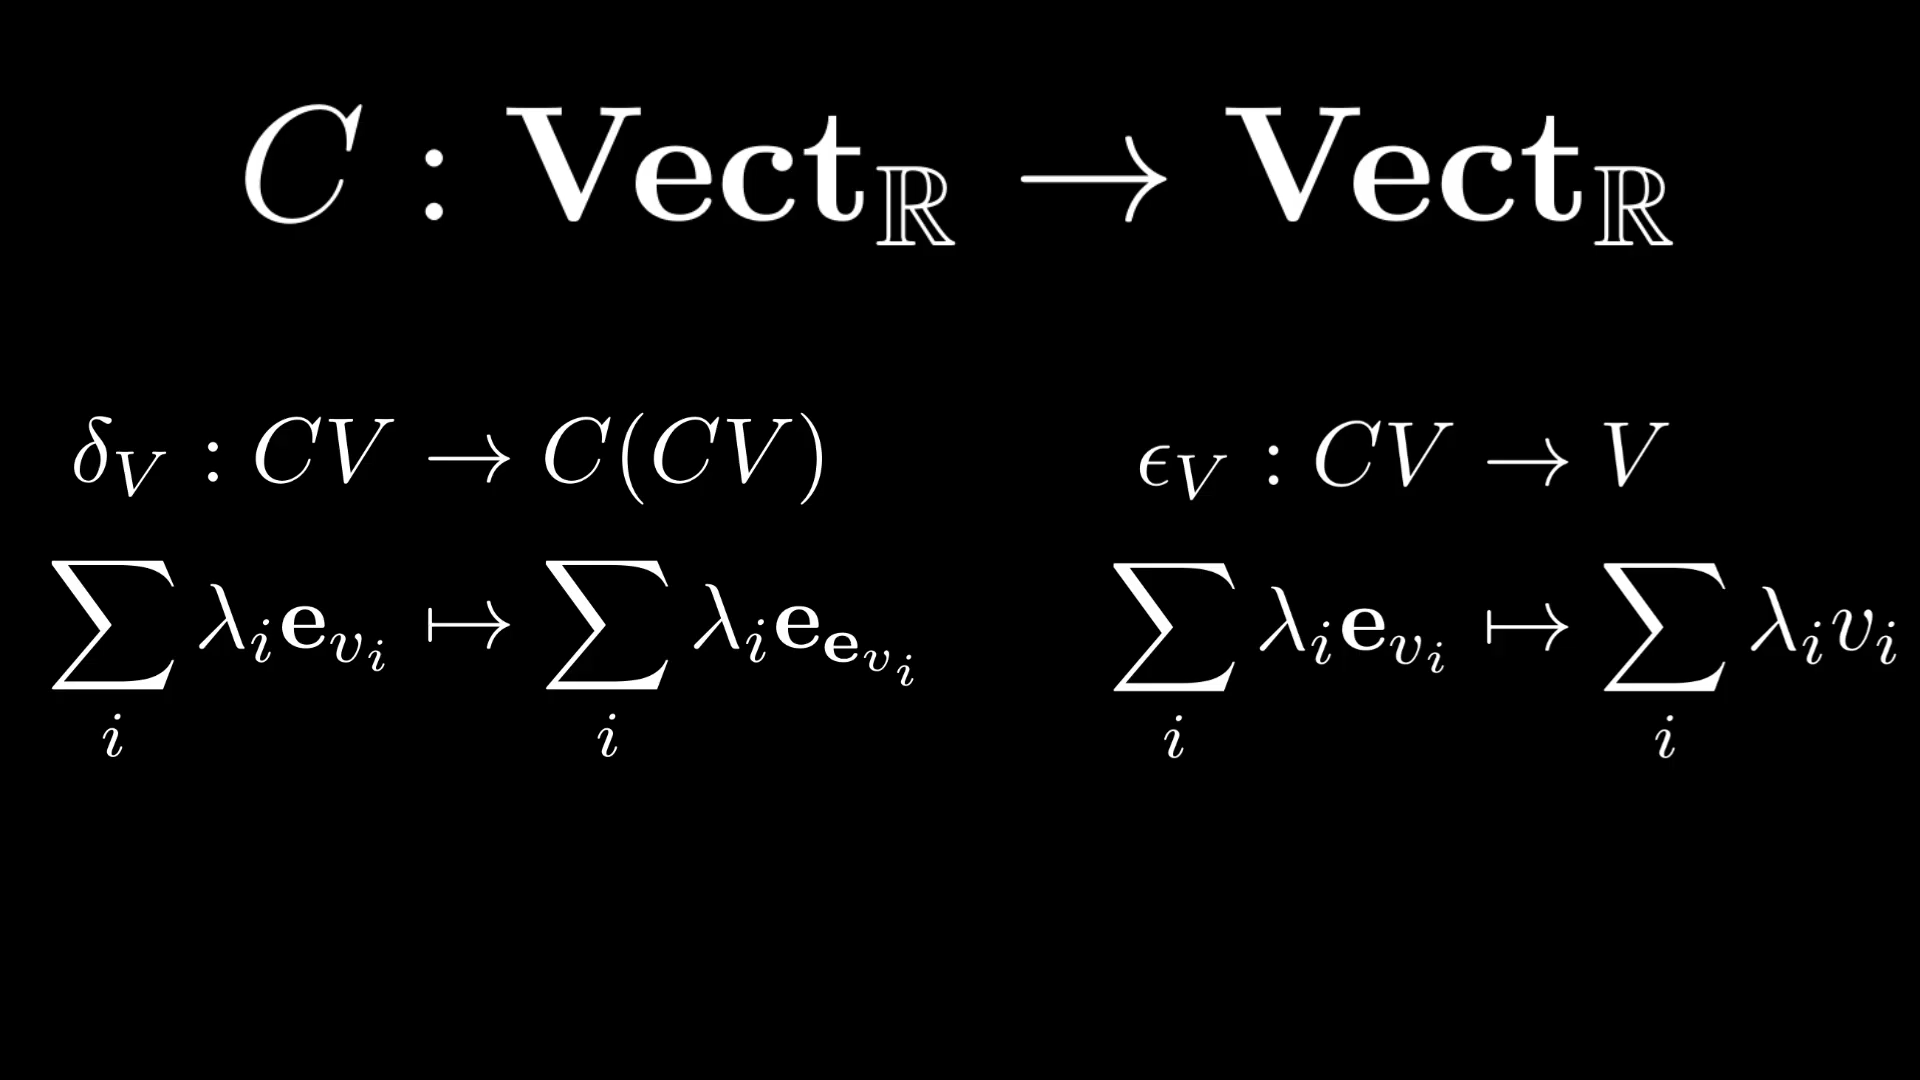 C : Vect_ℝ → Vect_ℝ
δ_V : CV → C(CV)
∑_i λ_i e_{v_i} ↦ ∑_i λ_i e_{e_{v_i}}
ϵ_V : CV → V
∑_i λ_i e_{v_i} ↦ ∑_i λ_i v_i